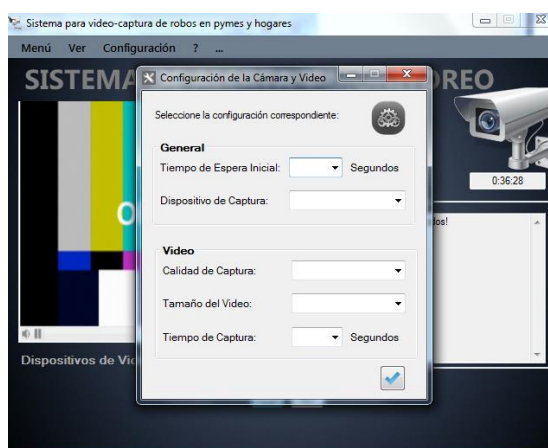 Sistema para video-captura de robos en pymes y hogares
Menú Ver Configuración ? ...
SISTEMA REO
Configuración de la Cámara y Video
Seleccione la configuración correspondiente:
General
Tiempo de Espera Inicial: Segundos
Dispositivo de Captura:
0:36:28
dos!
Video
Calidad de Captura:
Tamaño del Video:
Tiempo de Captura: Segundos
Dispositivos de Vic